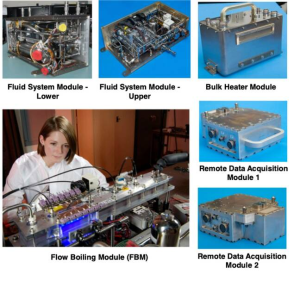 Fluid System Module -
Lower
Fluid System Module -
Upper
Bulk Heater Module
Remote Data Acquisition
Module 1
Flow Boiling Module (FBM)
Remote Data Acquisition
Module 2